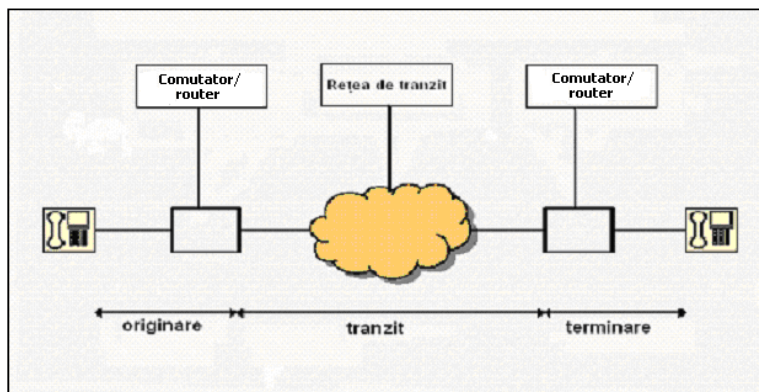 Comutator/
router
Rețea de tranzit
Comutator/
router
originare
tranzit
terminare